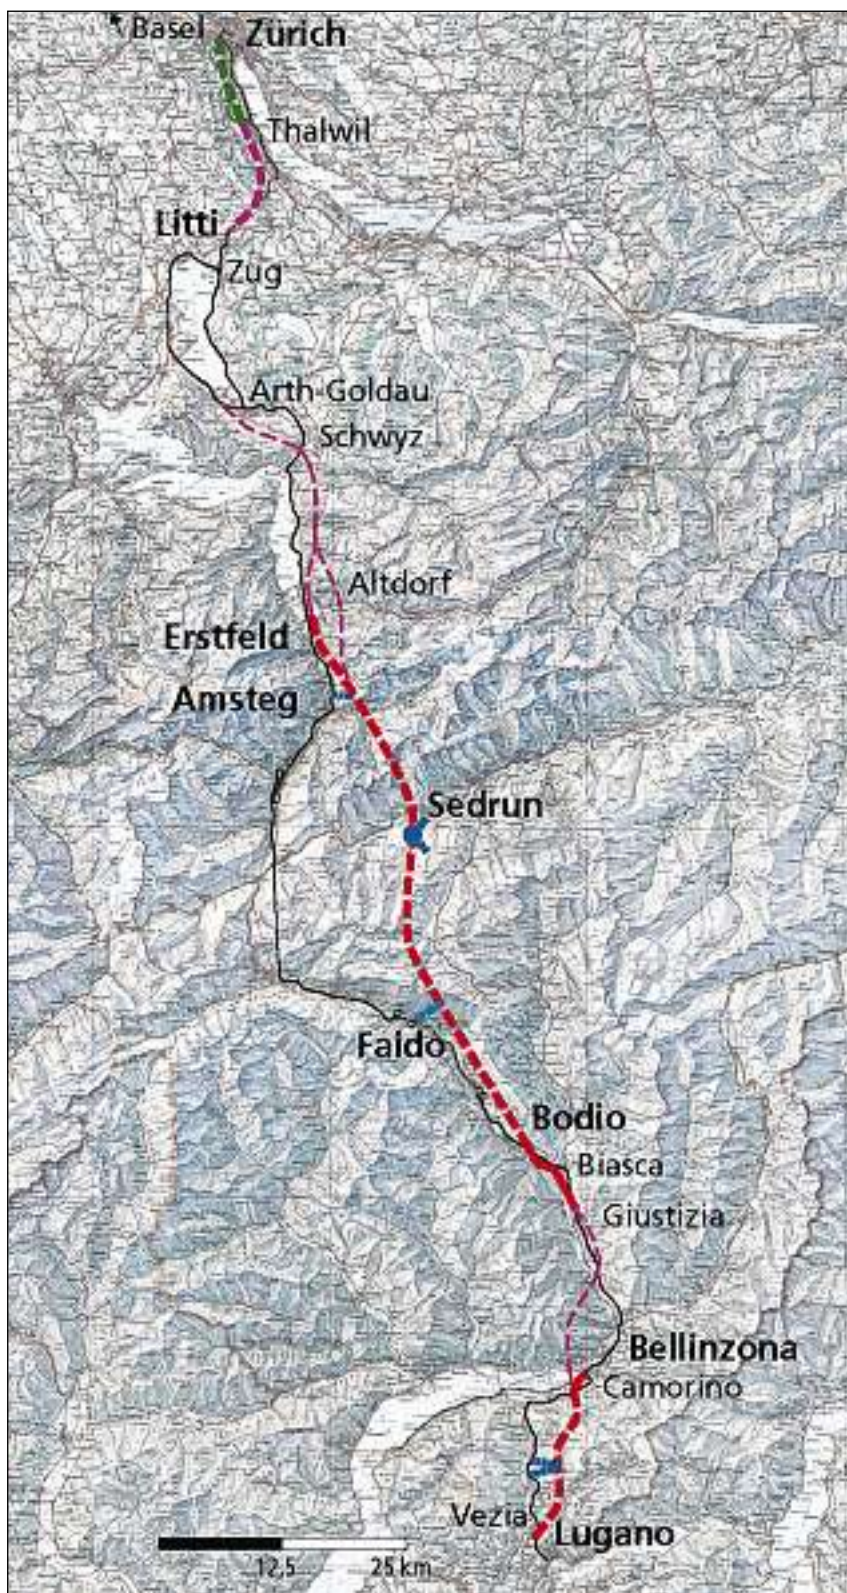 Basel
Zürich
Thalwil
Litti
Zug
Arth-Goldau
Schwyz
Altdorf
Erstfeld
Amsteg
Sedrun
Faido
Bodio
Biasca
Giustizia
Bellinzona
Camorino
Vezia
Lugano
12,5 25 km